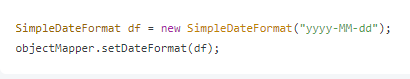 SimpleDateFormat df = new SimpleDateFormat("yyyy-MM-dd");
objectMapper.setDateFormat(df);